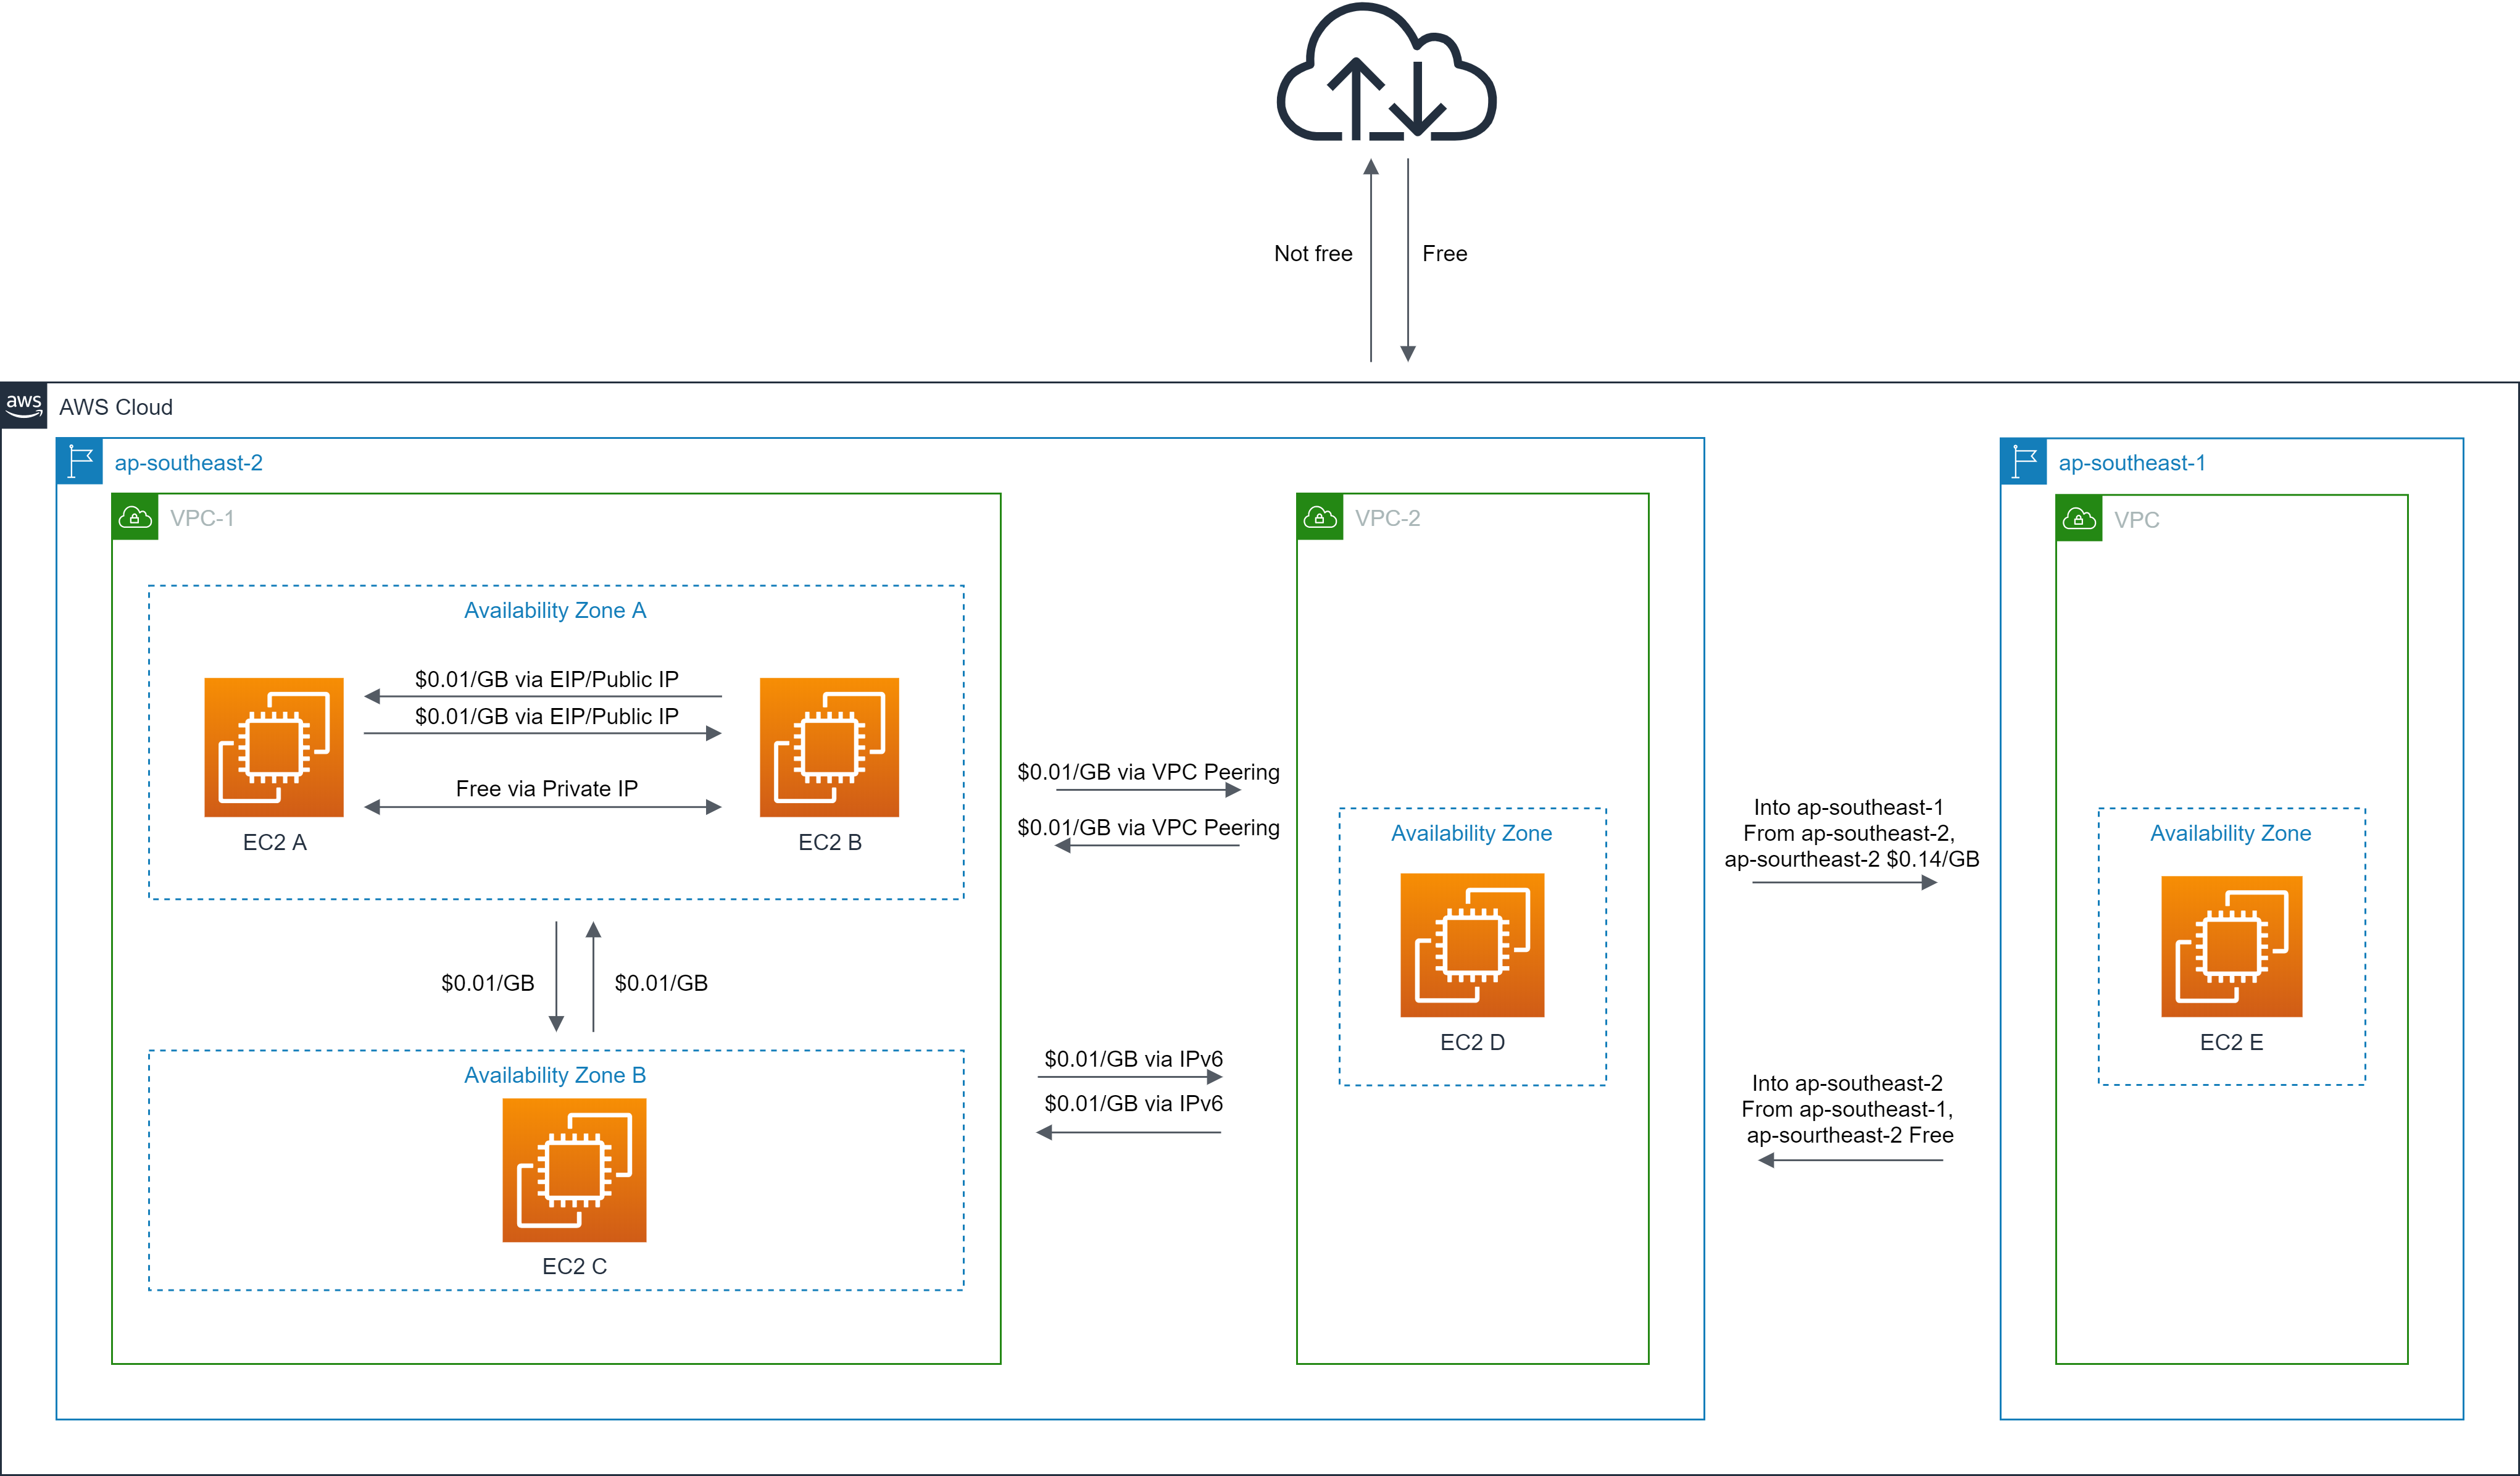 Not free
Free
aws
AWS Cloud
ap-southeast-2
ap-southeast-1
VPC-1
VPC-2
VPC
Availability Zone A
$0.01/GB via EIP/Public IP
$0.01/GB via EIP/Public IP
Free via Private IP
EC2 A
EC2 B
$0.01/GB via VPC Peering
$0.01/GB via VPC Peering
Availability Zone
EC2 D
Into ap-southeast-1
From ap-southeast-2,
ap-sourtheast-2 $0.14/GB
Availability Zone
EC2 E
$0.01/GB
$0.01/GB
Availability Zone B
EC2 C
$0.01/GB via IPv6
$0.01/GB via IPv6
Into ap-southeast-2
From ap-southeast-1,
ap-sourtheast-2 Free